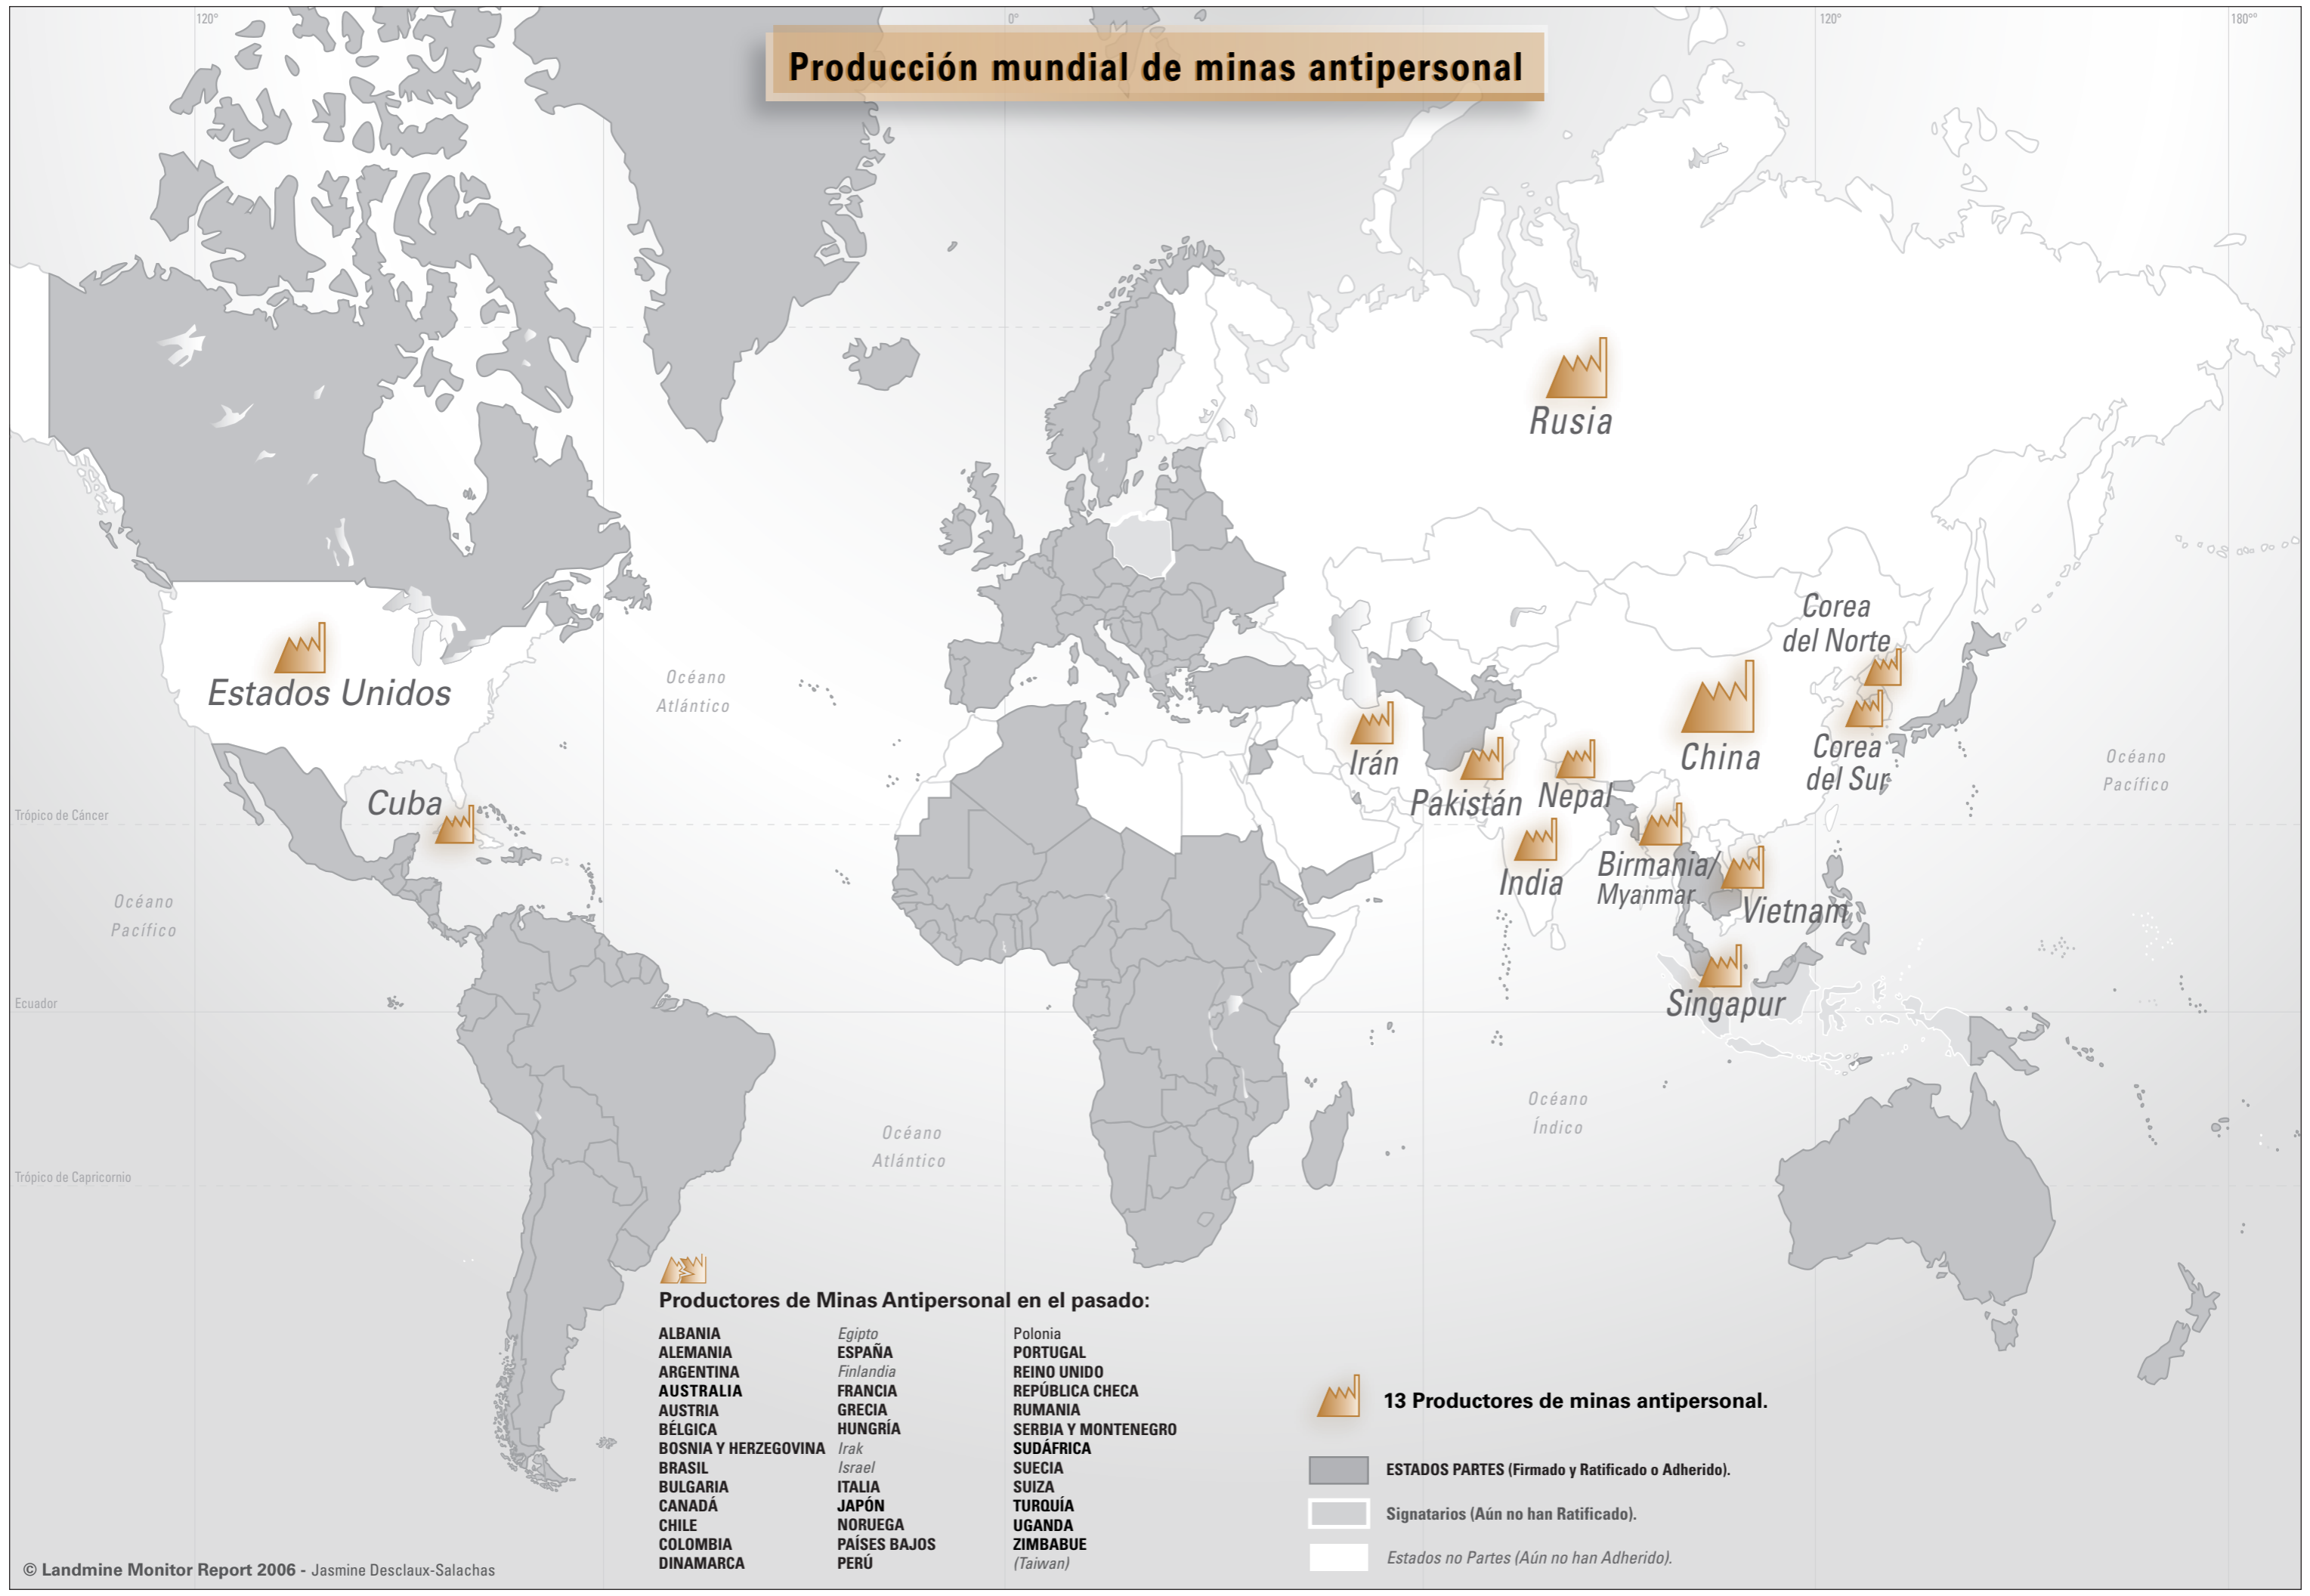 120°
0°
120°
180°°
Producción mundial de minas antipersonal
Rusia
Corea
del Norte
Estados Unidos
Océano
Atlántico
China
Corea
del Sur
Irán
Pakistán
Nepal
Océano
Pacífico
Cuba
Trópico de Cáncer
India
Birmania/
Myanmar
Vietnam
Océano
Pacífico
Ecuador
Singapur
Océano
Índico
Océano
Atlántico
Trópico de Capricornio
Productores de Minas Antipersonal en el pasado:
ALBANIA
ALEMANIA
ARGENTINA
AUSTRALIA
AUSTRIA
BÉLGICA
BOSNIA Y HERZEGOVINA
BRASIL
BULGARIA
CANADÁ
CHILE
COLOMBIA
DINAMARCA
Egipto
ESPAÑA
Finlandia
FRANCIA
GRECIA
HUNGRÍA
Irak
Israel
ITALIA
JAPÓN
NORUEGA
PAÍSES BAJOS
PERÚ
Polonia
PORTUGAL
REINO UNIDO
REPÚBLICA CHECA
RUMANIA
SERBIA Y MONTENEGRO
SUDÁFRICA
SUECIA
SUIZA
TURQUÍA
UGANDA
ZIMBABUE
(Taiwan)
13 Productores de minas antipersonal.
ESTADOS PARTES (Firmado y Ratificado o Adherido).
Signatarios (Aún no han Ratificado).
Estados no Partes (Aún no han Adherido).
© Landmine Monitor Report 2006 - Jasmine Desclaux-Salachas